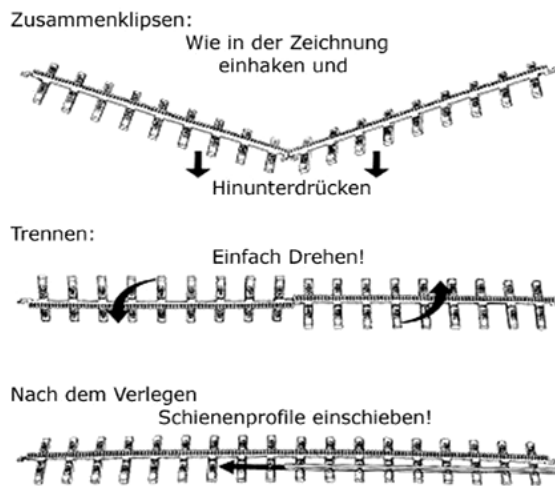 Zusammenklipsen:
Wie in der Zeichnung
einhaken und
Hinunterdrücken
Trennen:
Einfach Drehen!
Nach dem Verlegen
Schienenprofile einschieben!